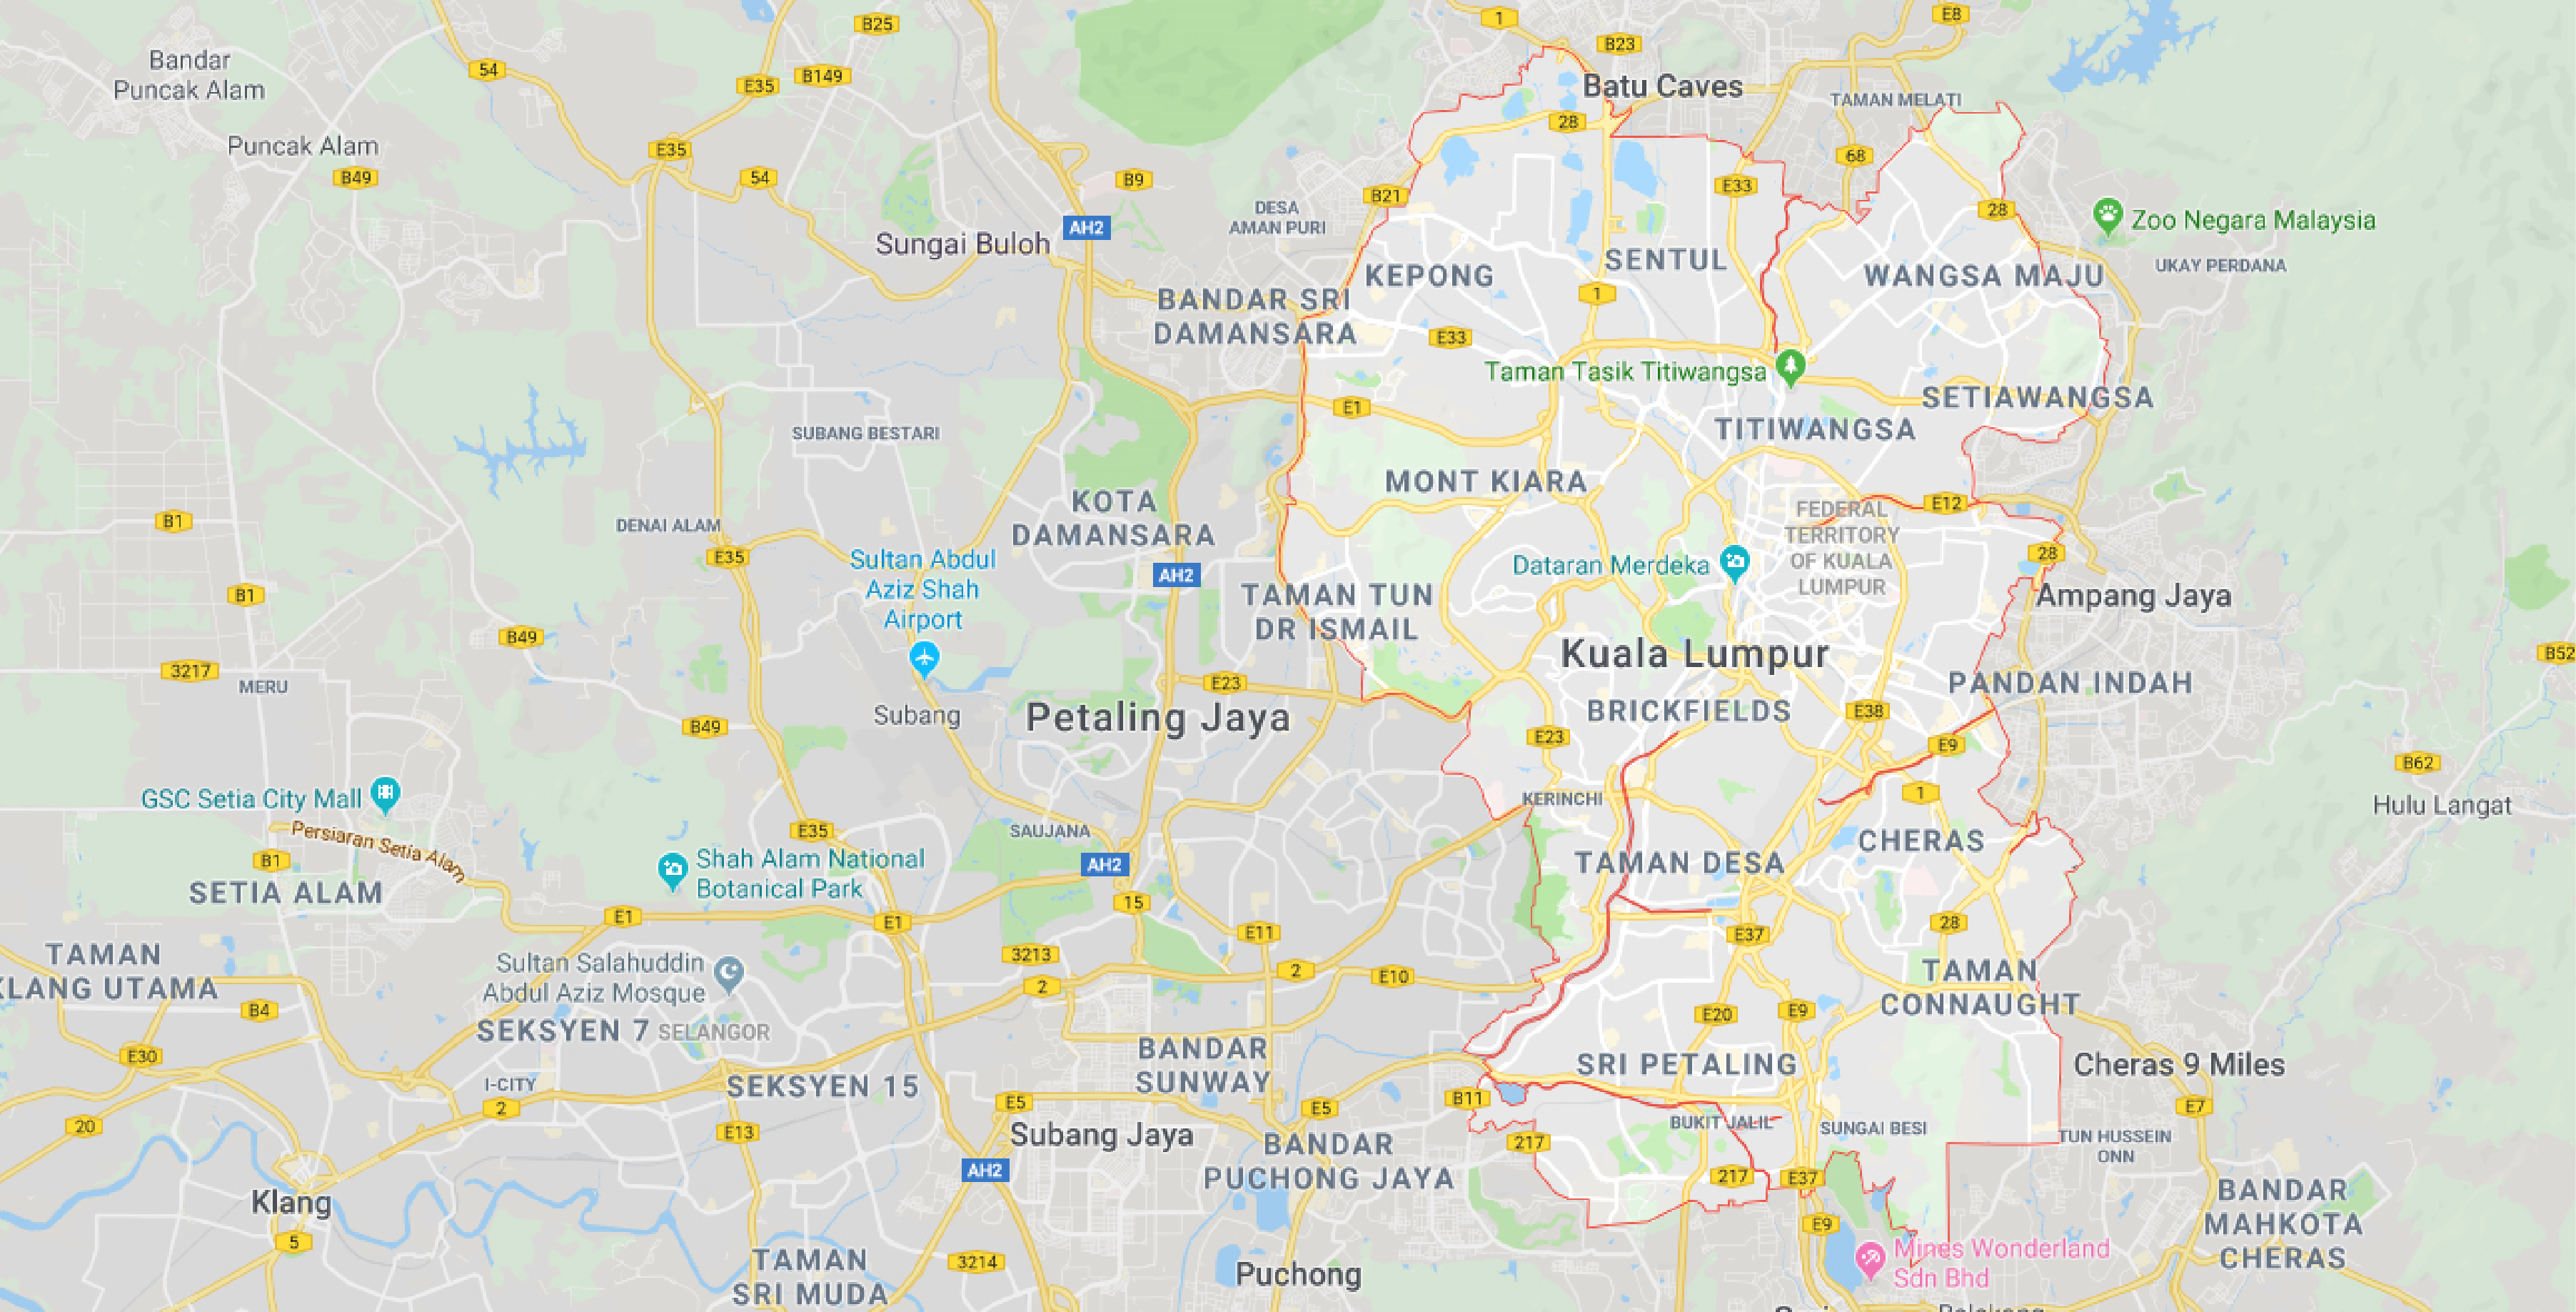 B25
1
E8
B23
Bandar
Puncak Alam
54
E35
B149
Batu Caves
TAMAN MELATI
28
Puncak Alam
E35
68
B49
54
B9
B21
E33
DESA
AMAN PURI
28
Zoo Negara Malaysia
AH2
Sungai Buloh
KEPONG
SENTUL
WANGSA MAJU
UKAY PERDANA
BANDAR SRI
DAMANSARA
1
E33
Taman Tasik Titiwangsa
E1
SETIAWANGSA
SUBANG BESTARI
TITIWANGSA
MONT KIARA
KOTA
DAMANSARA
E12
FEDERAL
TERRITORY
OF KUALA
LUMPUR
B1
DENAI ALAM
E35
Sultan Abdul
Aziz Shah
Airport
AH2
Dataran Merdeka
28
B1
TAMAN TUN
DR ISMAIL
Ampang Jaya
B49
Kuala Lumpur
B52
3217
MERU
E23
PANDAN INDAH
B49
Subang
Petaling Jaya
BRICKFIELDS
E38
E23
E9
B62
GSC Setia City Mall
KERINCHI
1
Hulu Langat
Persiaran Setia Alam
E35
SAUJANA
CHERAS
B1
Shah Alam National
Botanical Park
AH2
TAMAN DESA
SETIA ALAM
15
E1
E1
28
E11
E37
TAMAN
KLANG UTAMA
3213
Sultan Salahuddin
Abdul Aziz Mosque
2
E10
TAMAN
CONNAUGHT
2
B4
E20
E9
SEKSYEN 7
SELANGOR
E30
BANDAR
SUNWAY
SRI PETALING
Cheras 9 Miles
I-CITY
SEKSYEN 15
2
E5
E5
B11
E7
20
E13
Subang Jaya
BUKIT JALIL
SUNGAI BESI
217
TUN HUSSEIN
ONN
BANDAR
PUCHONG JAYA
AH2
217
E37
Klang
BANDAR
MAHKOTA
CHERAS
E9
5
TAMAN
SRI MUDA
3214
Puchong
Mines Wonderland
Sdn Bhd